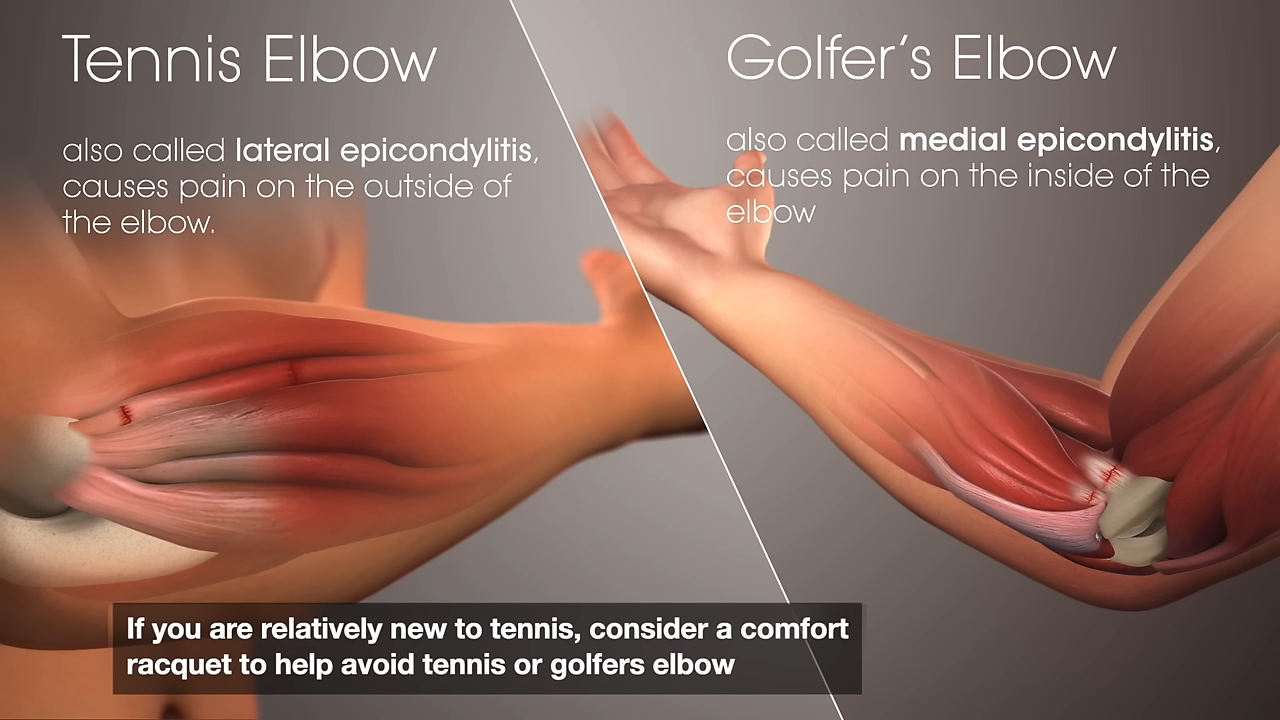 Tennis Elbow
also called lateral epicondylitis,
causes pain on the outside of
the elbow.
Golfer's Elbow
also called medial epicondylitis,
causes pain on the inside of the
elbow
If you are relatively new to tennis, consider a comfort
racquet to help avoid tennis or golfers elbow